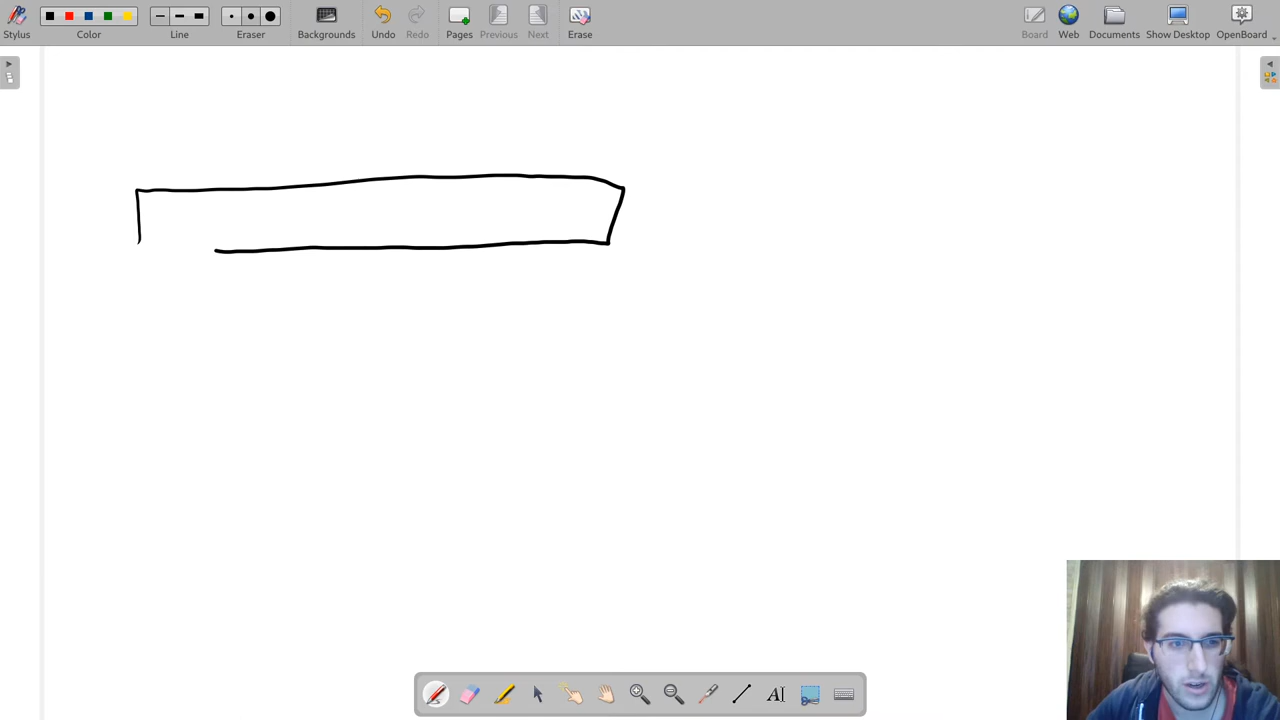 Stylus
Color
Line
Eraser
Backgrounds
Undo
Redo
Pages
Previous
Next
Erase
Board
Web
Documents
Show Desktop
OpenBoard